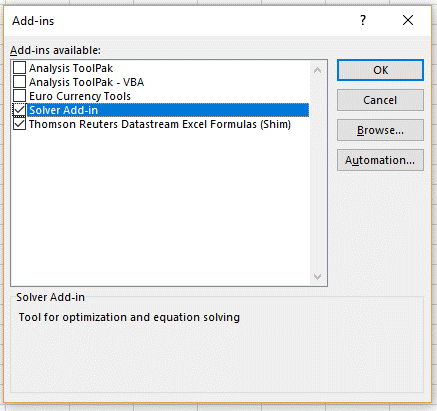 Add-ins
Add-ins available:
Analysis ToolPak
Analysis ToolPak - VBA
Euro Currency Tools
Solver Add-in
Thomson Reuters Datastream Excel Formulas (Shim)
OK
Cancel
Browse...
Automation...
Solver Add-in
Tool for optimization and equation solving